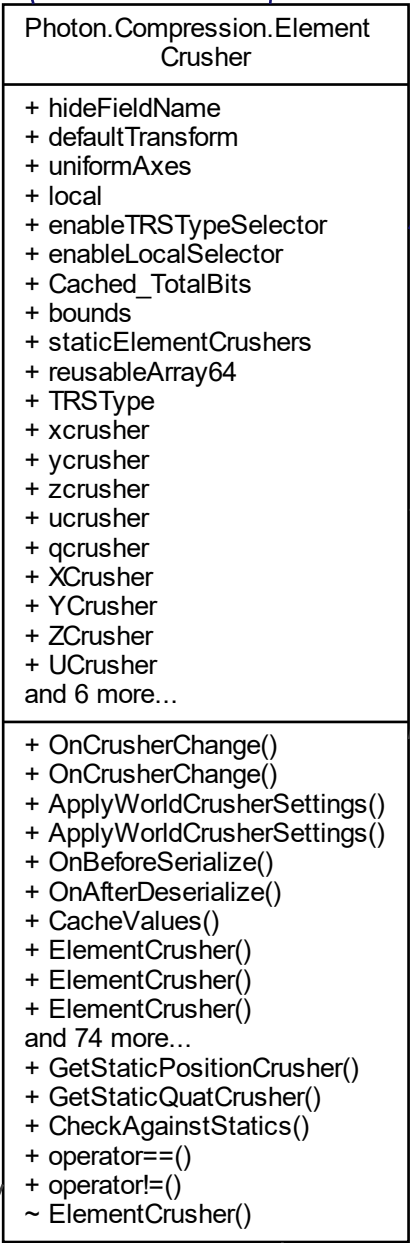 Photon.Compression.Element
Crusher
+ hideFieldName
+ defaultTransform
+ uniformAxes
+ local
+ enableTRSTypeSelector
+ enableLocalSelector
+ Cached_TotalBits
+ bounds
+ staticElementCrushers
+ reusableArray64
+ TRSType
+ xcrusher
+ ycrusher
+ zcrusher
+ ucrusher
+ qcrusher
+ XCrusher
+ YCrusher
+ ZCrusher
+ UCrusher
and 6 more...
+ OnCrusherChange()
+ OnCrusherChange()
+ ApplyWorldCrusherSettings()
+ ApplyWorldCrusherSettings()
+ OnBeforeSerialize()
+ OnAfterDeserialize()
+ CacheValues()
+ ElementCrusher()
+ ElementCrusher()
+ ElementCrusher()
and 74 more...
+ GetStaticPositionCrusher()
+ GetStaticQuatCrusher()
+ CheckAgainstStatics()
+ operator==()
+ operator!=()
~ ElementCrusher()